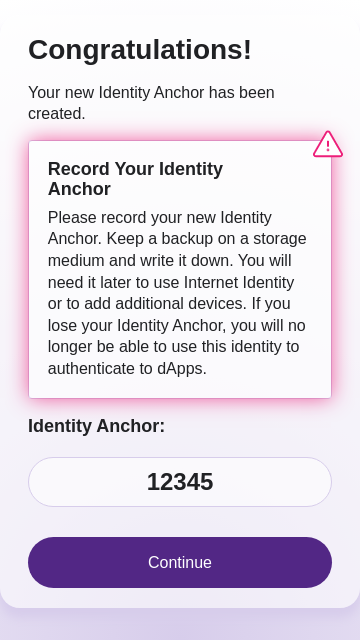 Congratulations!
Your new Identity Anchor has been
created.
Record Your Identity
Anchor
Please record your new Identity
Anchor. Keep a backup on a storage
medium and write it down. You will
need it later to use Internet Identity
or to add additional devices. If you
lose your Identity Anchor, you will no
longer be able to use this identity to
authenticate to dApps.
Identity Anchor:
12345
Continue